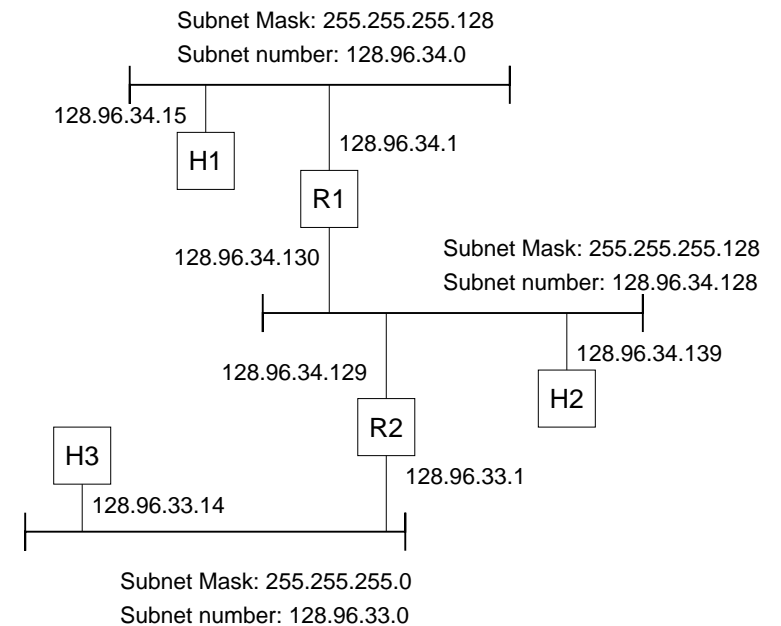 Subnet Mask: 255.255.255.128
Subnet number: 128.96.34.0
128.96.34.15
H1
128.96.34.1
R1
128.96.34.130
Subnet Mask: 255.255.255.128
Subnet number: 128.96.34.128
128.96.34.129
128.96.34.139
H2
R2
H3
128.96.33.1
128.96.33.14
Subnet Mask: 255.255.255.0
Subnet number: 128.96.33.0